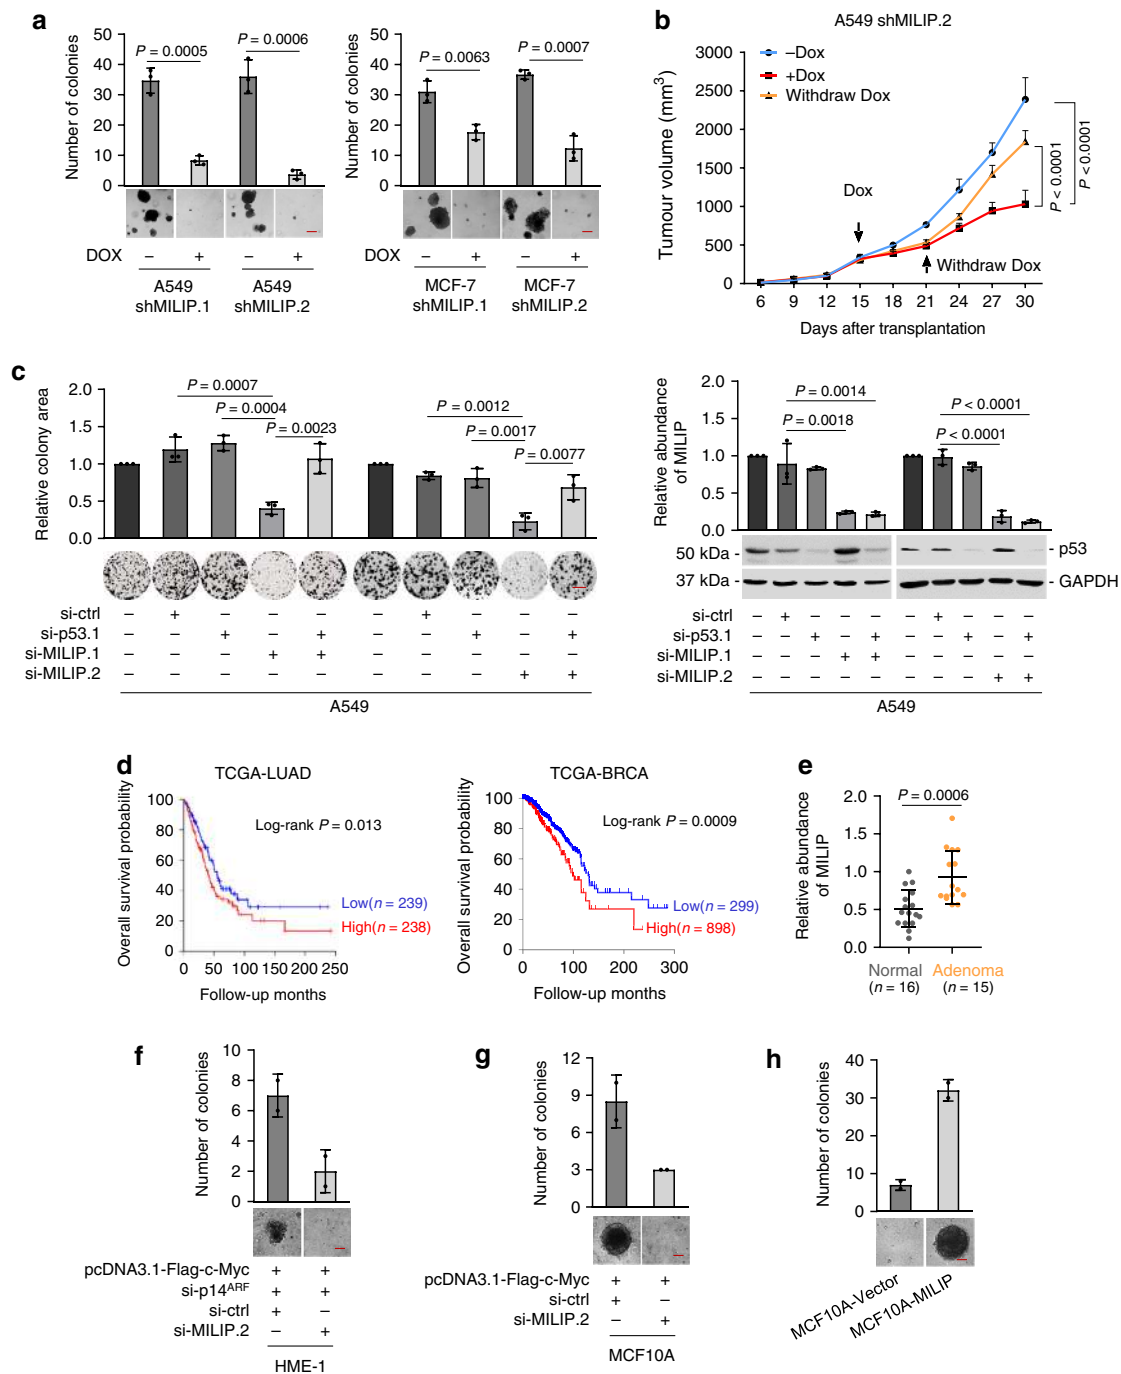 a
Number of colonies
50
40
30
20
10
0
P = 0.0005
P = 0.0006
DOX – + – +
A549 shMILIP.1
A549 shMILIP.2
Number of colonies
50
40
30
20
10
0
P = 0.0063
P = 0.0007
DOX – + – +
MCF-7 shMILIP.1
MCF-7 shMILIP.2
b
A549 shMILIP.2
Tumour volume (mm³)
3000
2500
2000
1500
1000
500
0
–Dox
+Dox
Withdraw Dox
Dox
Withdraw Dox
P < 0.0001
P < 0.0001
6 9 12 15 18 21 24 27 30
Days after transplantation
c
Relative colony area
2.0
1.5
1.0
0.5
0.0
P = 0.0007
P = 0.0004
P = 0.0023
P = 0.0012
P = 0.0017
P = 0.0077
si-ctrl – + – – – – + – – –
si-p53.1 – – + – + – – + – +
si-MILIP.1 – – – + + – – – – –
si-MILIP.2 – – – – – – – – + +
A549
Relative abundance of MILIP
2.0
1.5
1.0
0.5
0.0
P = 0.0014
P = 0.0018
P < 0.0001
P < 0.0001
50 kDa - - p53
37 kDa - - GAPDH
si-ctrl – + – – – – + – – –
si-p53.1 – – + – + – – + – +
si-MILIP.1 – – – + + – – – – –
si-MILIP.2 – – – – – – – – + +
A549
d
TCGA-LUAD
Overall survival probability
100
80
60
40
20
0
Log-rank P = 0.013
Low(n = 239)
High(n = 238)
0 50 100 150 200 250
Follow-up months
TCGA-BRCA
Overall survival probability
100
80
60
40
20
0
Log-rank P = 0.0009
Low(n = 299)
High(n = 898)
0 100 200 300
Follow-up months
e
Relative abundance of MILIP
2.0
1.5
1.0
0.5
0.0
P = 0.0006
Normal Adenoma
(n = 16) (n = 15)
f
Number of colonies
10
8
6
4
2
0
pcDNA3.1-Flag-c-Myc + +
si-p14ARF + +
si-ctrl + –
si-MILIP.2 – +
HME-1
g
Number of colonies
12
9
6
3
0
pcDNA3.1-Flag-c-Myc + +
si-ctrl + –
si-MILIP.2 – +
MCF10A
h
Number of colonies
40
30
20
10
0
MCF10A-Vector
MCF10A-MILIP